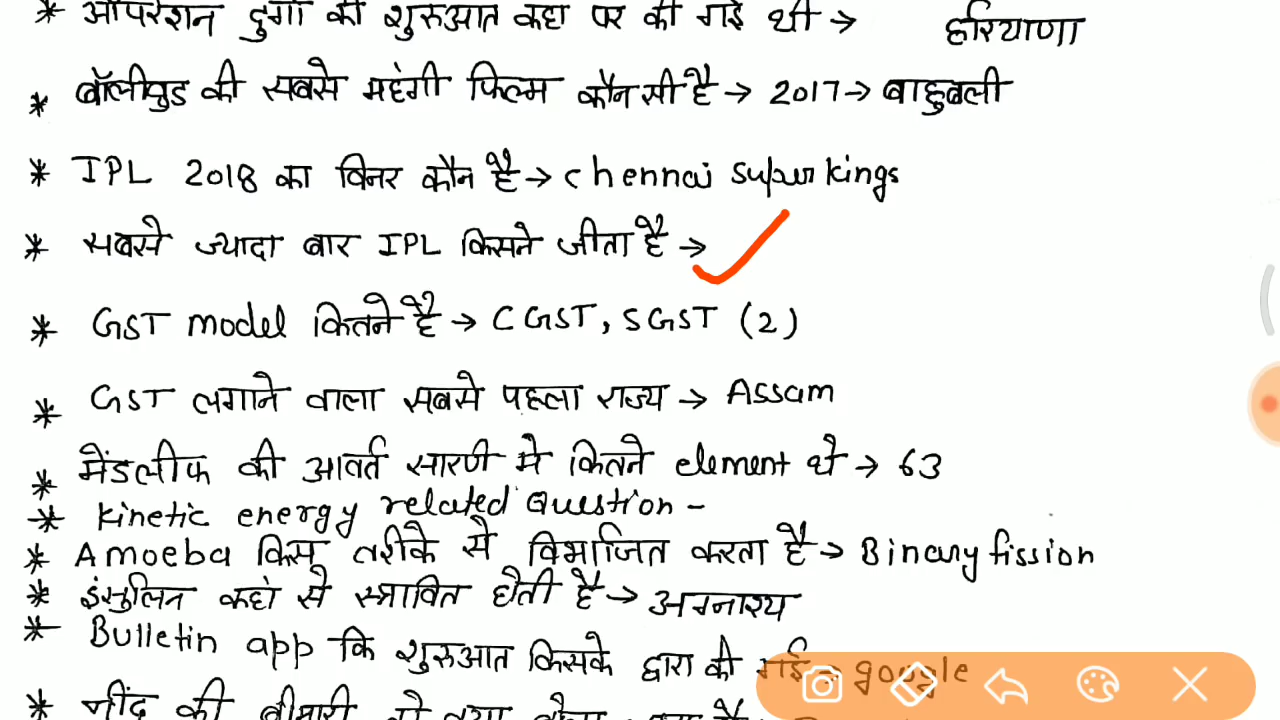 * ऑपरेशन दुर्गा की शुरुआत कहा पर की गई थी → हरियाणा
* बॉलीवुड की सबसे महंगी फिल्म कौनसी है → 2017 → बाहुबली
* IPL 2018 का विनर कौन है → Chennai Super kings
* सबसे ज्यादा बार IPL किसने जीता है →
* GST model कितने है → CGST, SGST (2)
* GST लगाने वाला सबसे पहला राज्य → Assam
* मेंडलीफ की आवर्त सारणी मे कितने element थे → 63
* Kinetic energy related Question -
* Amoeba किस तरीके से विभाजित करता है → Binary fission
* इंसुलिन कहां से स्त्रावित होती है → अग्नाश्य
* Bulletin app कि शुरुआत किसके द्वारा की गई → google
* नींद की बीमारी